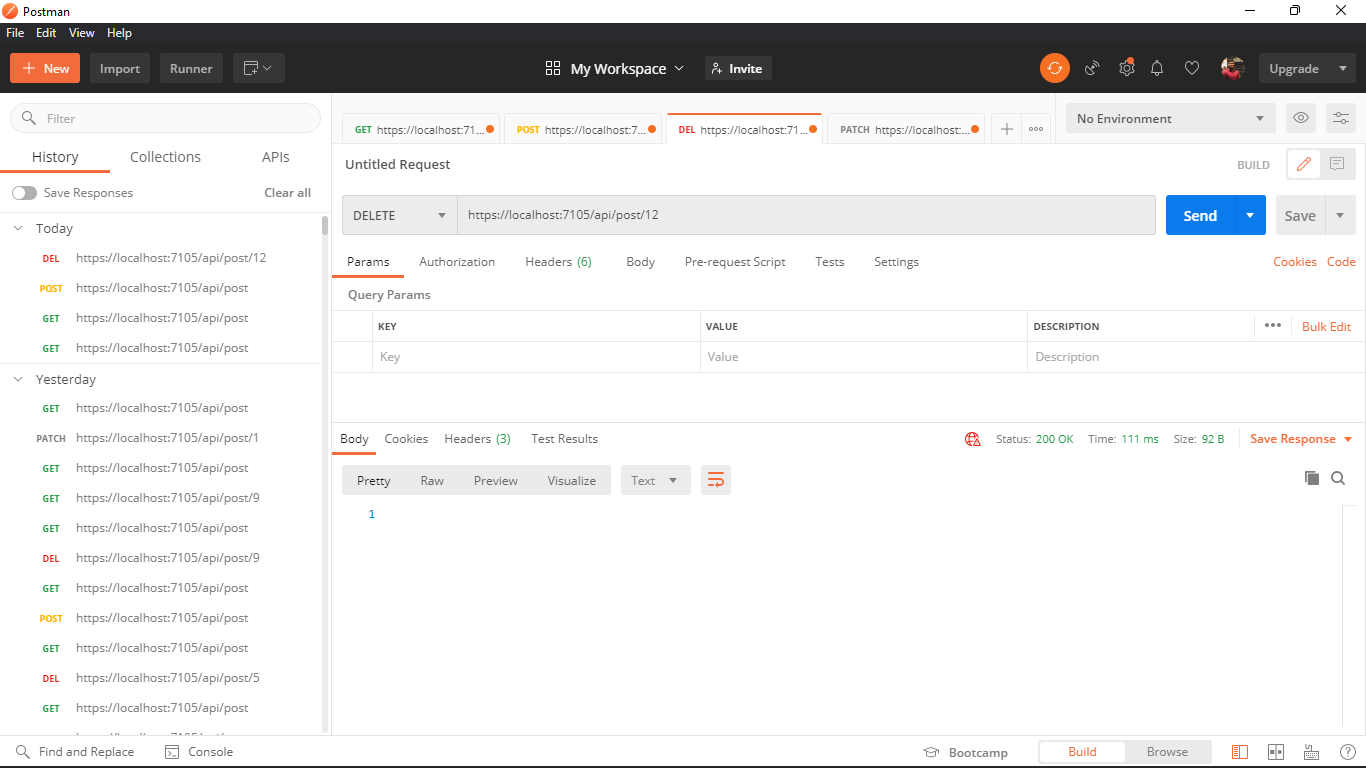 Postman
File Edit View Help
New Import Runner My Workspace Invite Upgrade
Filter
History Collections APIs
Save Responses Clear all
Today
DEL https://localhost:7105/api/post/12
POST https://localhost:7105/api/post
GET https://localhost:7105/api/post
GET https://localhost:7105/api/post
Yesterday
GET https://localhost:7105/api/post
PATCH https://localhost:7105/api/post/1
GET https://localhost:7105/api/post
GET https://localhost:7105/api/post/9
GET https://localhost:7105/api/post
DEL https://localhost:7105/api/post/9
GET https://localhost:7105/api/post
POST https://localhost:7105/api/post
GET https://localhost:7105/api/post
DEL https://localhost:7105/api/post/5
GET https://localhost:7105/api/post
GET https://localhost:71... POST https://localhost:7... DEL https://localhost:71... PATCH https://localhost:... No Environment
Untitled Request BUILD
DELETE https://localhost:7105/api/post/12 Send Save
Params Authorization Headers (6) Body Pre-request Script Tests Settings Cookies Code
Query Params
KEY VALUE DESCRIPTION Bulk Edit
Key Value Description
Body Cookies Headers (3) Test Results Status: 200 OK Time: 111 ms Size: 92 B Save Response
Pretty Raw Preview Visualize Text
1
Find and Replace Console Bootcamp Build Browse